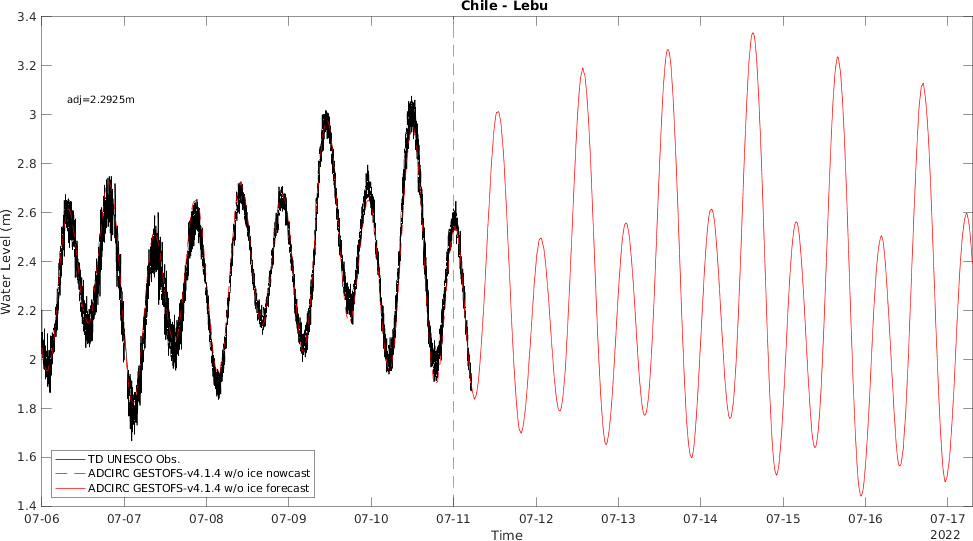 Chile - Lebu
3.4
3.2
3
2.8
2.6
2.4
2.2
2
1.8
1.6
1.4
Water Level (m)
adj=2.2925m
TD UNESCO Obs.
ADCIRC GESTOFS-v4.1.4 w/o ice nowcast
ADCIRC GESTOFS-v4.1.4 w/o ice forecast
07-06 07-07 07-08 07-09 07-10 07-11 07-12 07-13 07-14 07-15 07-16 07-17
2022
Time